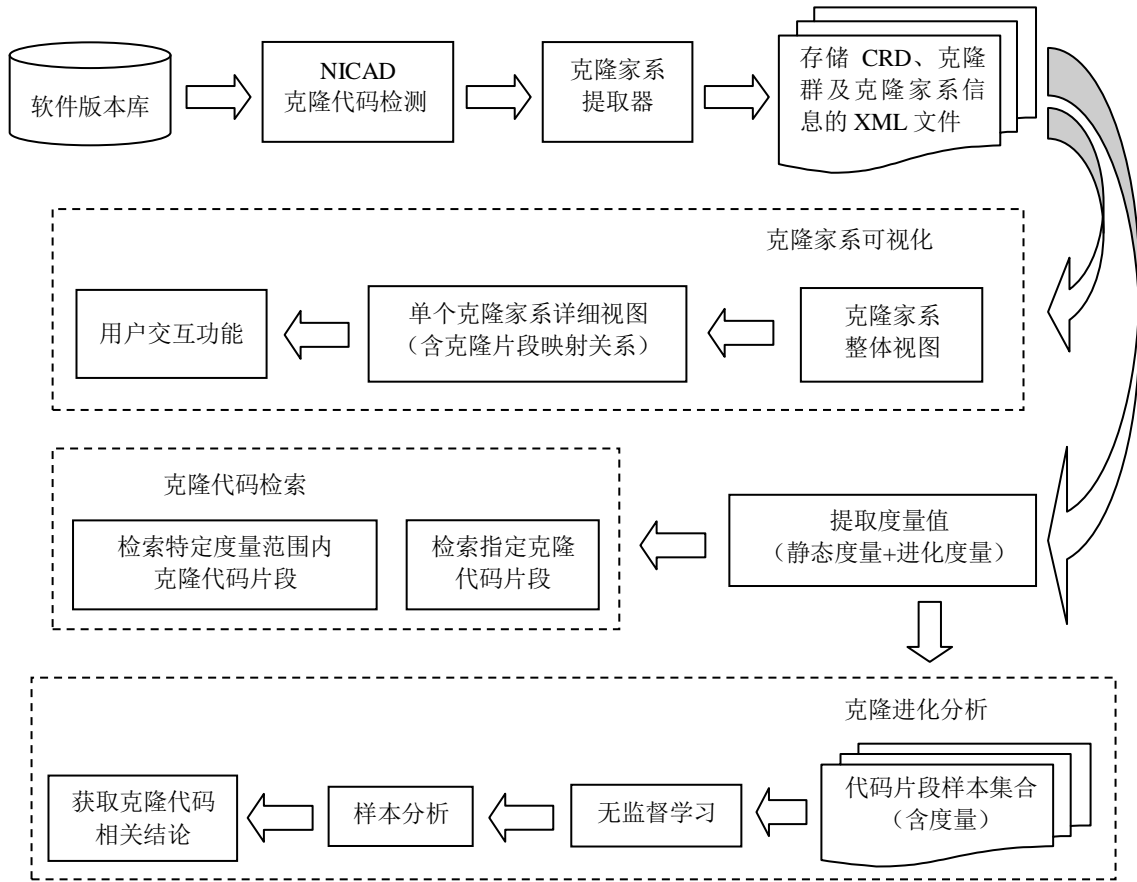 软件版本库
NICAD
克隆代码检测
克隆家系
提取器
存储 CRD、克隆
群及克隆家系信
息的 XML 文件
克隆家系可视化
用户交互功能
单个克隆家系详细视图
（含克隆片段映射关系）
克隆家系
整体视图
克隆代码检索
检索特定度量范围内
克隆代码片段
检索指定克隆
代码片段
提取度量值
（静态度量+进化度量）
克隆进化分析
获取克隆代码
相关结论
样本分析
无监督学习
代码片段样本集合
（含度量）